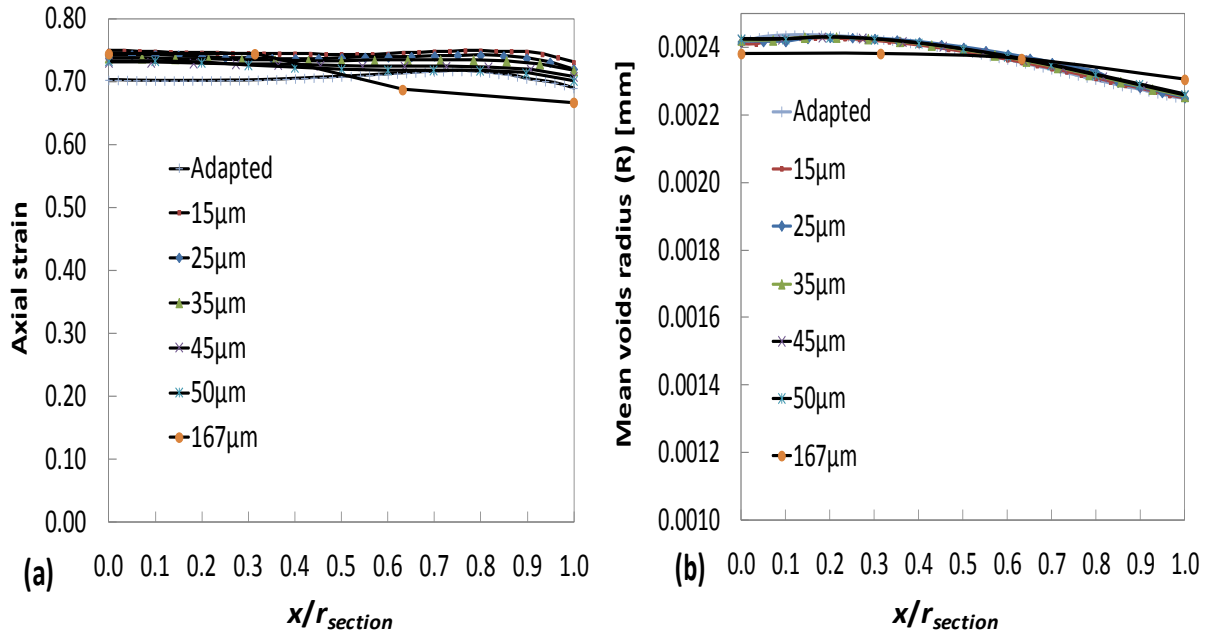 0.80
0.70
0.60
0.50
0.40
0.30
0.20
0.10
0.00
Axial strain
Adapted
15µm
25µm
35µm
45µm
50µm
167µm
0.0 0.1 0.2 0.3 0.4 0.5 0.6 0.7 0.8 0.9 1.0
(a)
x/r_section
0.0024
0.0022
0.0020
0.0018
0.0016
0.0014
0.0012
0.0010
Mean voids radius (R) [mm]
Adapted
15µm
25µm
35µm
45µm
50µm
167µm
0.0 0.1 0.2 0.3 0.4 0.5 0.6 0.7 0.8 0.9 1.0
(b)
x/r_section